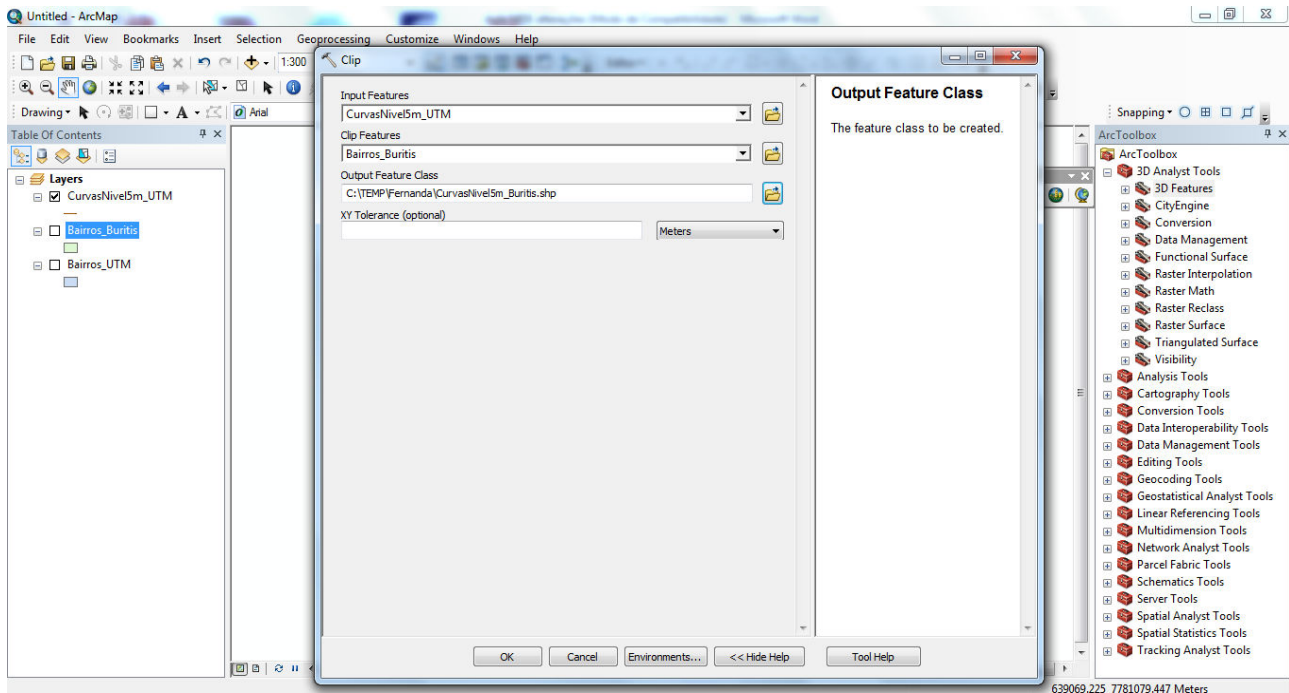 Untitled - ArcMap
File Edit View Bookmarks Insert Selection Geoprocessing Customize Windows Help
1:300
Drawing A Arial
Snapping
Table Of Contents
Layers
CurvasNivel5m_UTM
Bairros_Buritis
Bairros_UTM
Clip
Input Features
CurvasNivel5m_UTM
Clip Features
Bairros_Buritis
Output Feature Class
C:\TEMP\Fernanda\CurvasNivel5m_Buritis.shp
XY Tolerance (optional)
Meters
OK Cancel Environments... << Hide Help Tool Help
Output Feature Class
The feature class to be created.
ArcToolbox
ArcToolbox
3D Analyst Tools
3D Features
CityEngine
Conversion
Data Management
Functional Surface
Raster Interpolation
Raster Math
Raster Reclass
Raster Surface
Triangulated Surface
Visibility
Analysis Tools
Cartography Tools
Conversion Tools
Data Interoperability Tools
Data Management Tools
Editing Tools
Geocoding Tools
Geostatistical Analyst Tools
Linear Referencing Tools
Multidimension Tools
Network Analyst Tools
Parcel Fabric Tools
Schematics Tools
Server Tools
Spatial Analyst Tools
Spatial Statistics Tools
Tracking Analyst Tools
639069.225 7781079.447 Meters